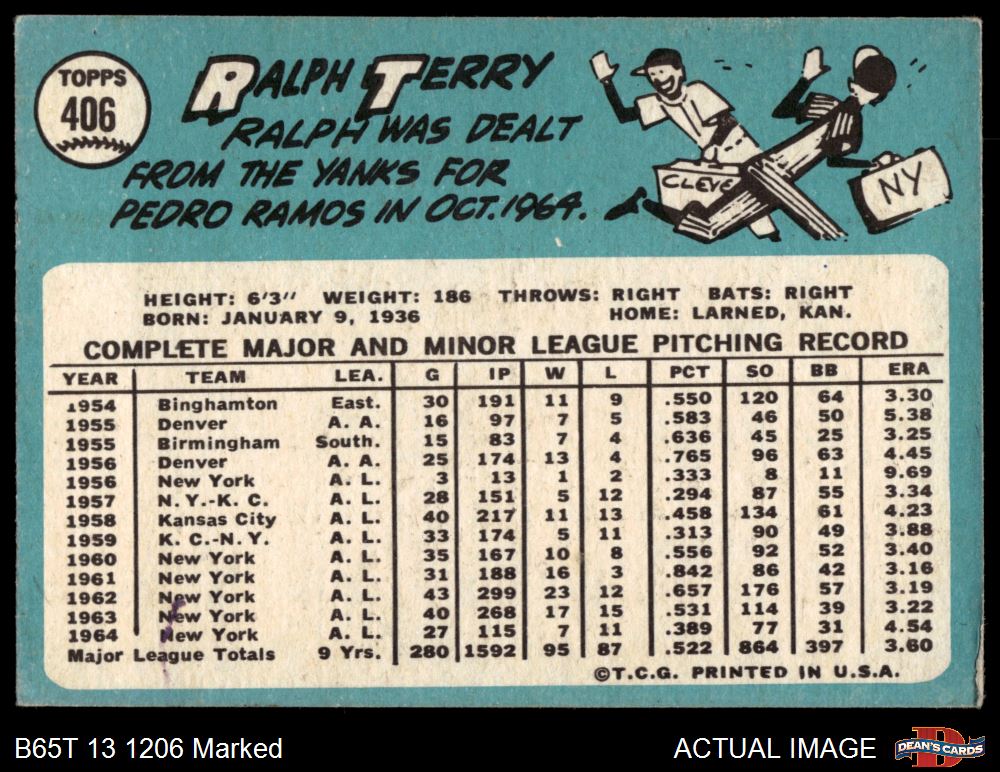 TOPPS
406
RALPH TERRY
RALPH WAS DEALT
FROM THE YANKS FOR
PEDRO RAMOS IN OCT. 1964.
CLEVE
NY
HEIGHT: 6'3" WEIGHT: 186 THROWS: RIGHT BATS: RIGHT
BORN: JANUARY 9, 1936 HOME: LARNED, KAN.
COMPLETE MAJOR AND MINOR LEAGUE PITCHING RECORD
YEAR TEAM LEA. G IP W L PCT SO BB ERA
1954 Binghamton East. 30 191 11 9 .550 120 64 3.30
1955 Denver A. A. 16 97 7 5 .583 46 50 5.38
1955 Birmingham South. 15 83 7 4 .636 45 25 3.25
1956 Denver A. A. 25 174 13 4 .765 96 63 4.45
1956 New York A. L. 3 13 1 2 .333 8 11 9.69
1957 N. Y.-K. C. A. L. 28 151 5 12 .294 87 55 3.34
1958 Kansas City A. L. 40 217 11 13 .458 134 61 4.23
1959 K. C.-N. Y. A. L. 33 174 5 11 .313 90 49 3.88
1960 New York A. L. 35 167 10 8 .556 92 52 3.40
1961 New York A. L. 31 188 16 3 .842 86 42 3.16
1962 New York A. L. 43 299 23 12 .657 176 57 3.19
1963 New York A. L. 40 268 17 15 .531 114 39 3.22
1964 New York A. L. 27 115 7 11 .389 77 31 4.54
Major League Totals 9 Yrs. 280 1592 95 87 .522 864 397 3.60
©T.C.G. PRINTED IN U.S.A.
B65T 13 1206 Marked ACTUAL IMAGE DEAN'S CARDS